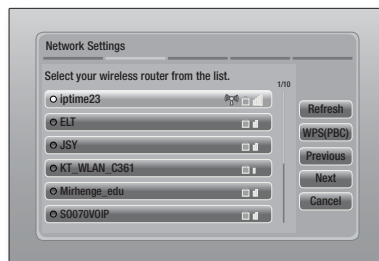 Network Settings
Select your wireless router from the list.
1/10
iptime23
ELT
JSY
KT_WLAN_C361
Mirhenge_edu
SO070VOIP
Refresh
WPS(PBC)
Previous
Next
Cancel